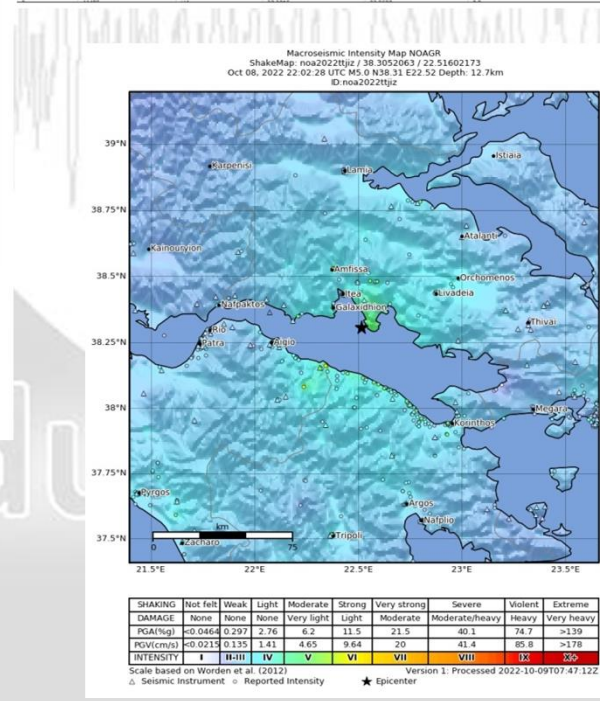 Macroseismic Intensity Map NOAGR
ShakeMap: noa2022ttjiz / 38.3052063 / 22.51602173
Oct 08, 2022 22:02:28 UTC M5.0 N38.31 E22.52 Depth: 12.7km
ID:noa2022ttjiz
39°N
Istiaia
Karpenisi
Lamia
38.75°N
Atalanti
Kainouryion
38.5°N
Amfissa
Orchomenos
Itea
Livadeia
Nafpaktos
Galaxidhion
Rio
Thivai
38.25°N
Patra
Aigio
38°N
Megara
Korinthos
37.75°N
Pyrgos
Argos
km
Nafplio
37.5°N
0
75
Tripoli
Zacharo
21.5°E 22°E 22.5°E 23°E 23.5°E
SHAKING Not felt Weak Light Moderate Strong Very strong Severe Violent Extreme
DAMAGE None None None Very light Light Moderate Moderate/heavy Heavy Very heavy
PGA(%g) <0.0464 0.297 2.76 6.2 11.5 21.5 40.1 74.7 >139
PGV(cm/s) <0.0215 0.135 1.41 4.65 9.64 20 41.4 85.8 >178
INTENSITY I II-III IV V VI VII VIII IX X+
Scale based on Worden et al. (2012) Version 1: Processed 2022-10-09T07:47:12Z
△ Seismic Instrument ○ Reported Intensity ★ Epicenter